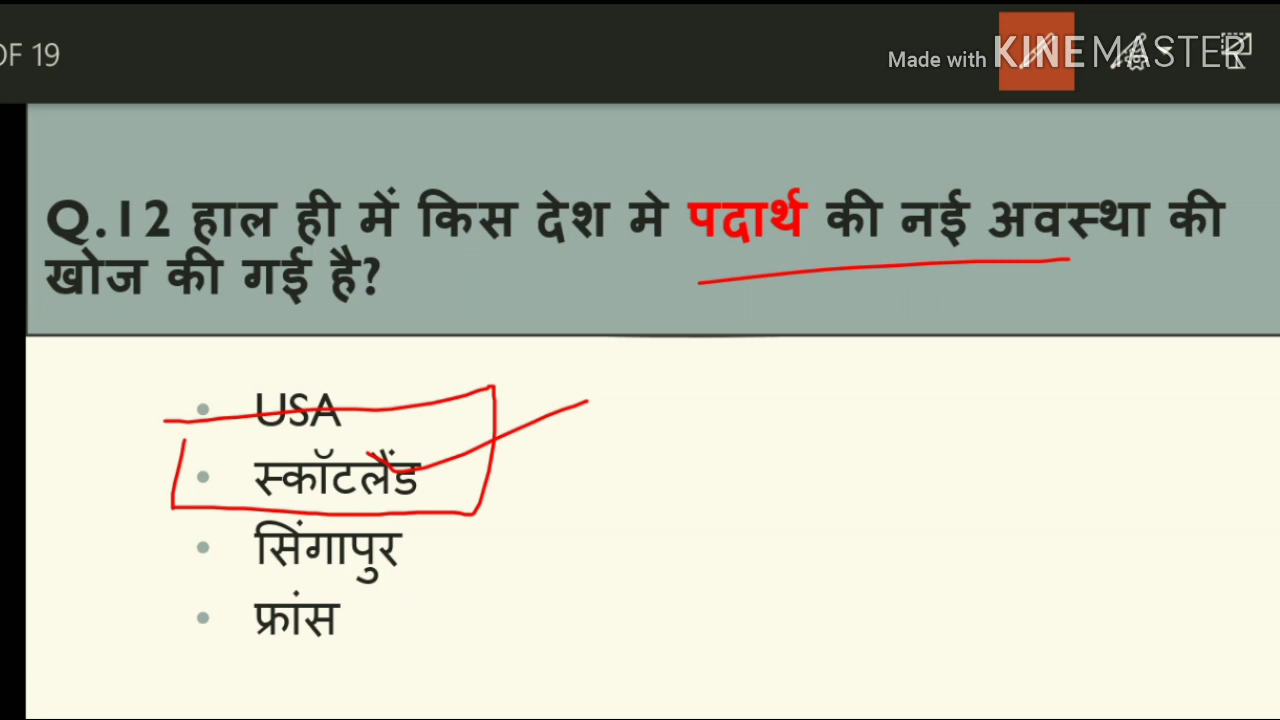 OF 19
Made with KINEMASTER
Q.12 हाल ही में किस देश मे पदार्थ की नई अवस्था की
खोज की गई है?
USA
स्कॉटलैंड
सिंगापुर
फ्रांस